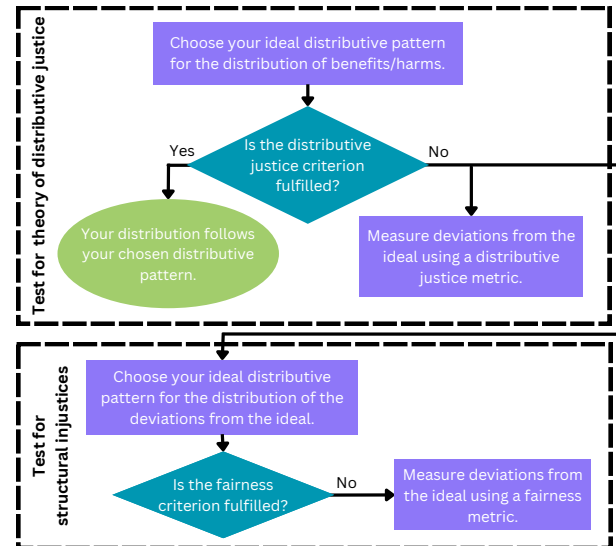 Test for theory of distributive justice
Choose your ideal distributive pattern
for the distribution of benefits/harms.
Is the distributive
justice criterion
fulfilled?
Yes
No
Your distribution follows
your chosen distributive
pattern.
Measure deviations from the
ideal using a distributive
justice metric.
Test for
structural injustices
Choose your ideal distributive
pattern for the distribution of the
deviations from the ideal.
Is the fairness
criterion fulfilled?
No
Measure deviations from
the ideal using a fairness
metric.